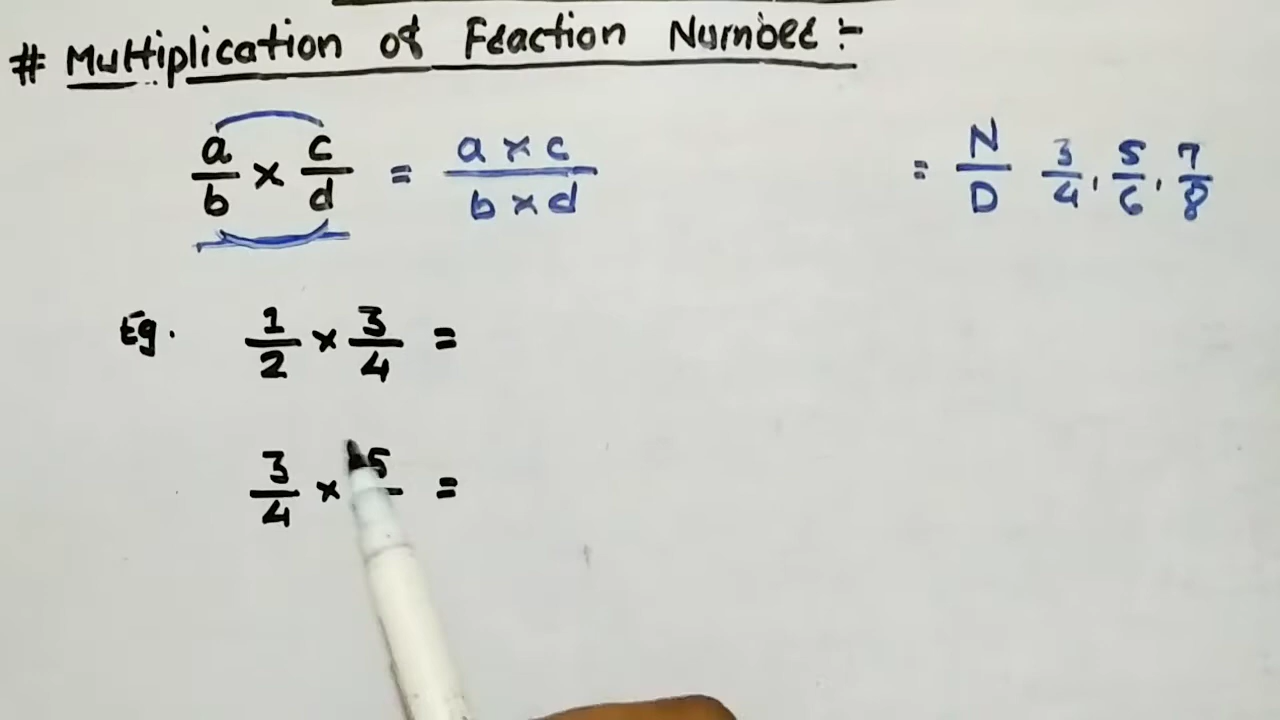 # Multiplication of Fraction Number :-
a/b × c/d = a × c / b × d
= N/D 3/4, 5/6, 7/8
Eg. 1/2 × 3/4 =
3/4 × 5 =